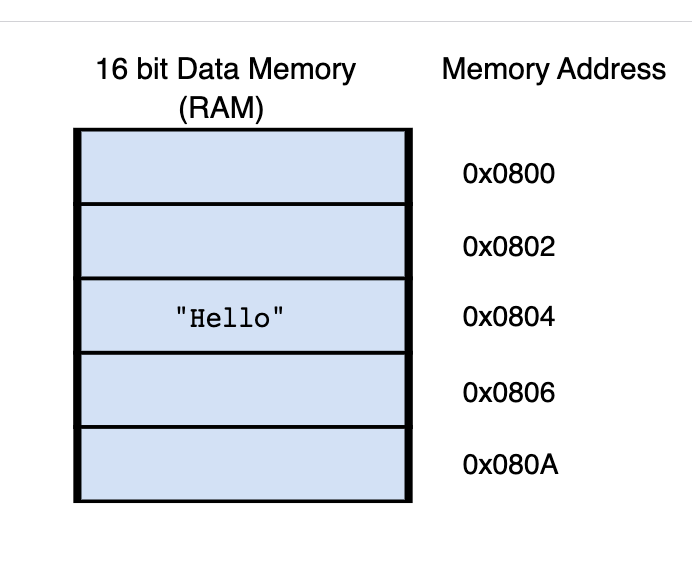 16 bit Data Memory
(RAM)
Memory Address
0x0800
0x0802
"Hello"
0x0804
0x0806
0x080A